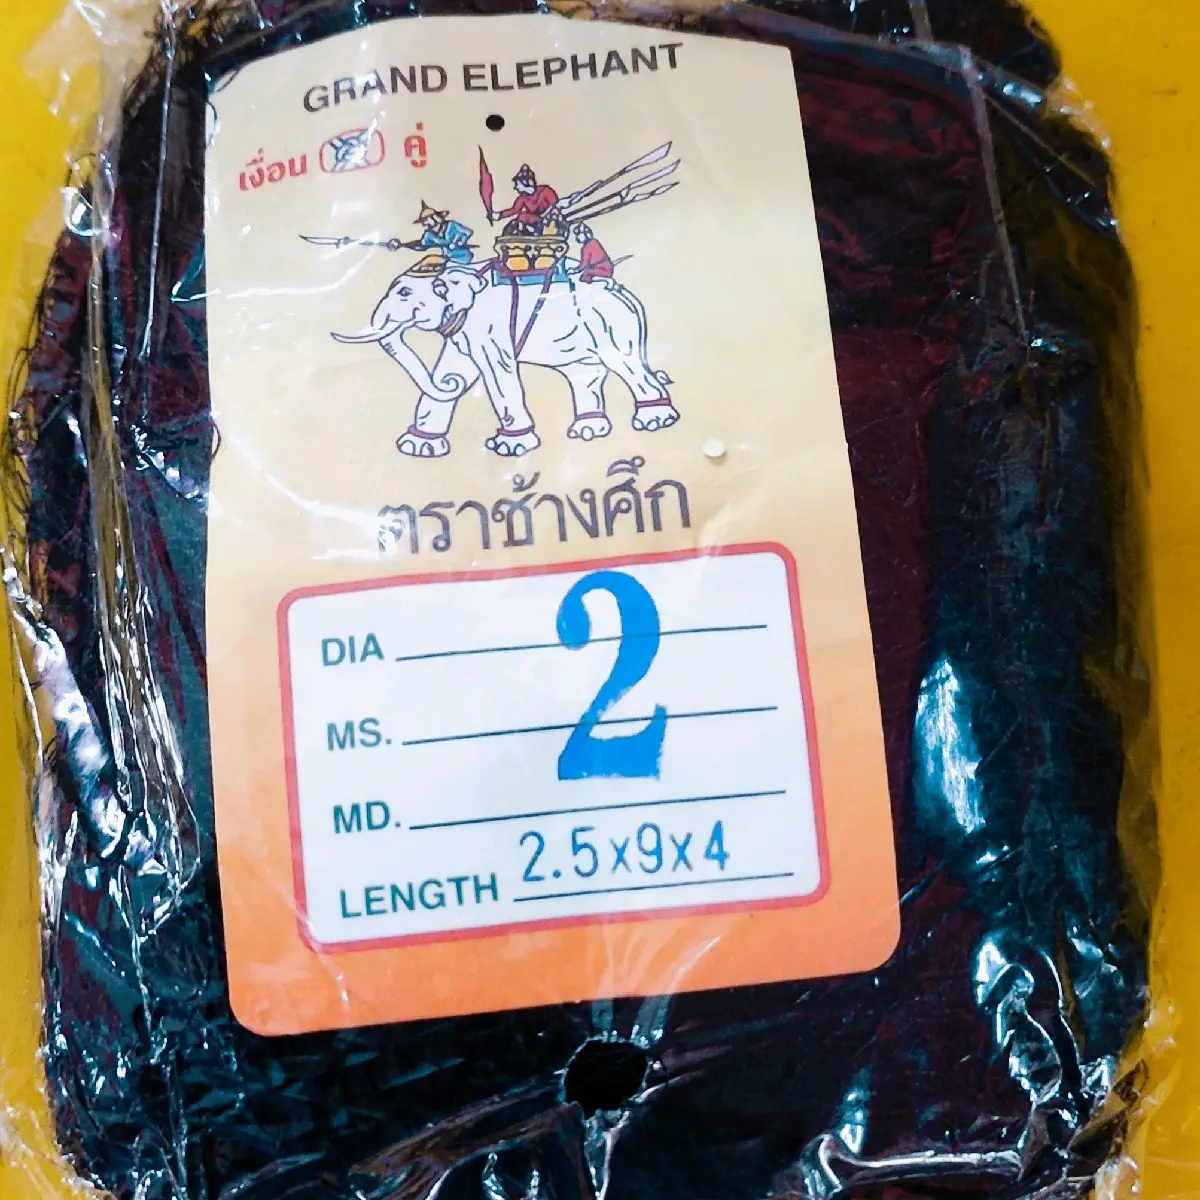 GRAND ELEPHANT
เงื่อน คู่
ตราช้างศึก
2
DIA
MS.
MD.
LENGTH 2.5x9x4